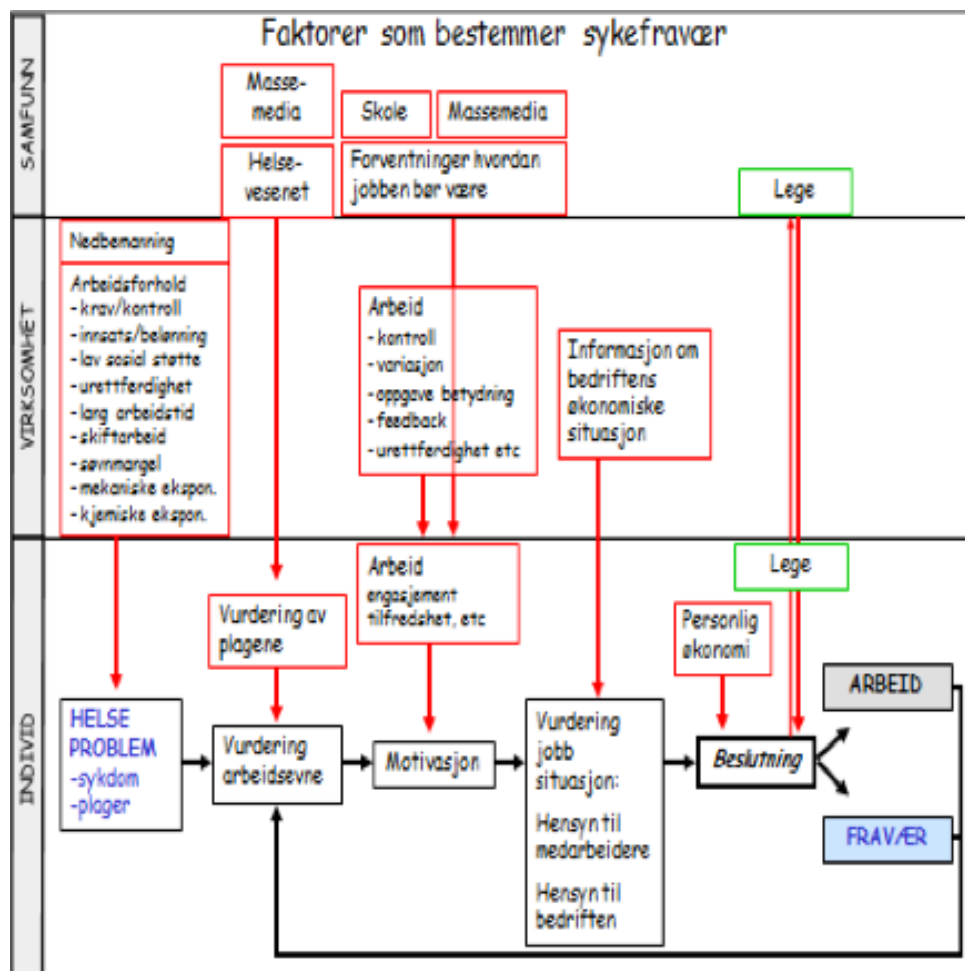 Faktorer som bestemmer sykefravær
SAMFUNN
Masse-
media
Skole
Massemedia
Helse-
vesenet
Forventninger hvordan
jobben bør være
Lege
VIRKSOMHET
Nedbemanning
Arbeidsforhold
- krav/kontroll
- innsats/belønning
- lav sosial støtte
- urettferdighet
- lang arbeidstid
- skiftarbeid
- søvnmangel
- mekaniske ekspon.
- kjemiske ekspon.
Arbeid
- kontroll
- variasjon
- oppgave betydning
- feedback
- urettferdighet etc
Informasjon om
bedriftens
økonomiske
situasjon
INDIVID
Vurdering av
plagene
Arbeid
engasjement
tilfredshet, etc
Personlig
økonomi
Lege
HELSE
PROBLEM
-sykdom
-plager
Vurdering
arbeidsevne
Motivasjon
Vurdering
jobb
situasjon:
Hensyn til
medarbeidere
Hensyn til
bedriften
Beslutning
ARBEID
FRAVÆR